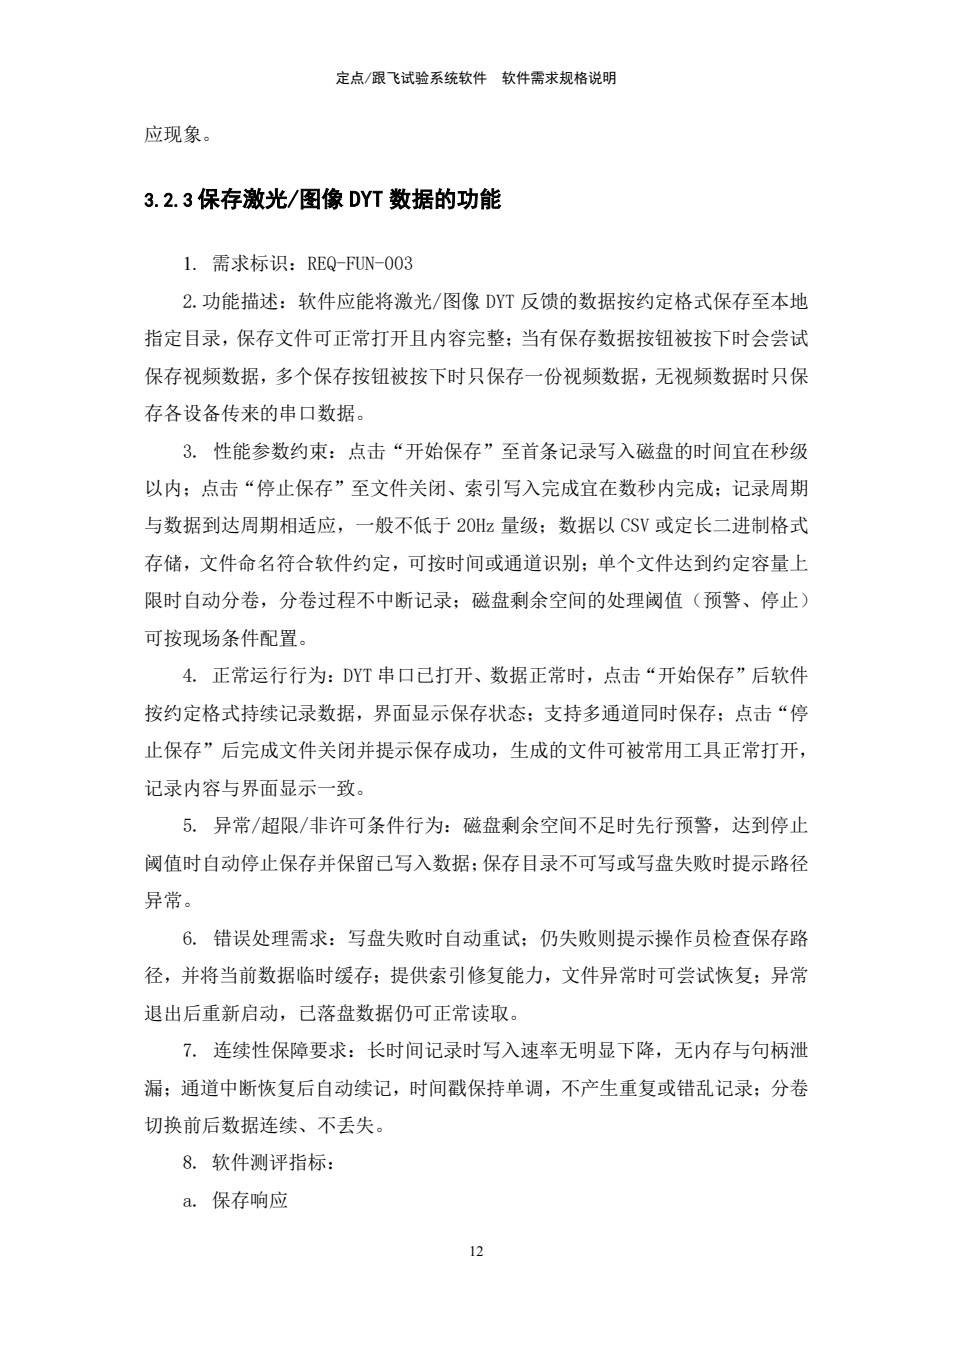 定点/跟飞试验系统软件　软件需求规格说明
应现象。
3.2.3 保存激光/图像 DYT 数据的功能
1. 需求标识：REQ-FUN-003
2.功能描述：软件应能将激光/图像 DYT 反馈的数据按约定格式保存至本地
指定目录，保存文件可正常打开且内容完整；当有保存数据按钮被按下时会尝试
保存视频数据，多个保存按钮被按下时只保存一份视频数据，无视频数据时只保
存各设备传来的串口数据。
3. 性能参数约束：点击“开始保存”至首条记录写入磁盘的时间宜在秒级
以内；点击“停止保存”至文件关闭、索引写入完成宜在数秒内完成；记录周期
与数据到达周期相适应，一般不低于 20Hz 量级；数据以 CSV 或定长二进制格式
存储，文件命名符合软件约定，可按时间或通道识别；单个文件达到约定容量上
限时自动分卷，分卷过程不中断记录；磁盘剩余空间的处理阈值（预警、停止）
可按现场条件配置。
4. 正常运行行为：DYT 串口已打开、数据正常时，点击“开始保存”后软件
按约定格式持续记录数据，界面显示保存状态；支持多通道同时保存；点击“停
止保存”后完成文件关闭并提示保存成功，生成的文件可被常用工具正常打开，
记录内容与界面显示一致。
5. 异常/超限/非许可条件行为：磁盘剩余空间不足时先行预警，达到停止
阈值时自动停止保存并保留已写入数据；保存目录不可写或写盘失败时提示路径
异常。
6. 错误处理需求：写盘失败时自动重试；仍失败则提示操作员检查保存路
径，并将当前数据临时缓存；提供索引修复能力，文件异常时可尝试恢复；异常
退出后重新启动，已落盘数据仍可正常读取。
7. 连续性保障要求：长时间记录时写入速率无明显下降，无内存与句柄泄
漏；通道中断恢复后自动续记，时间戳保持单调，不产生重复或错乱记录；分卷
切换前后数据连续、不丢失。
8. 软件测评指标：
a. 保存响应
12